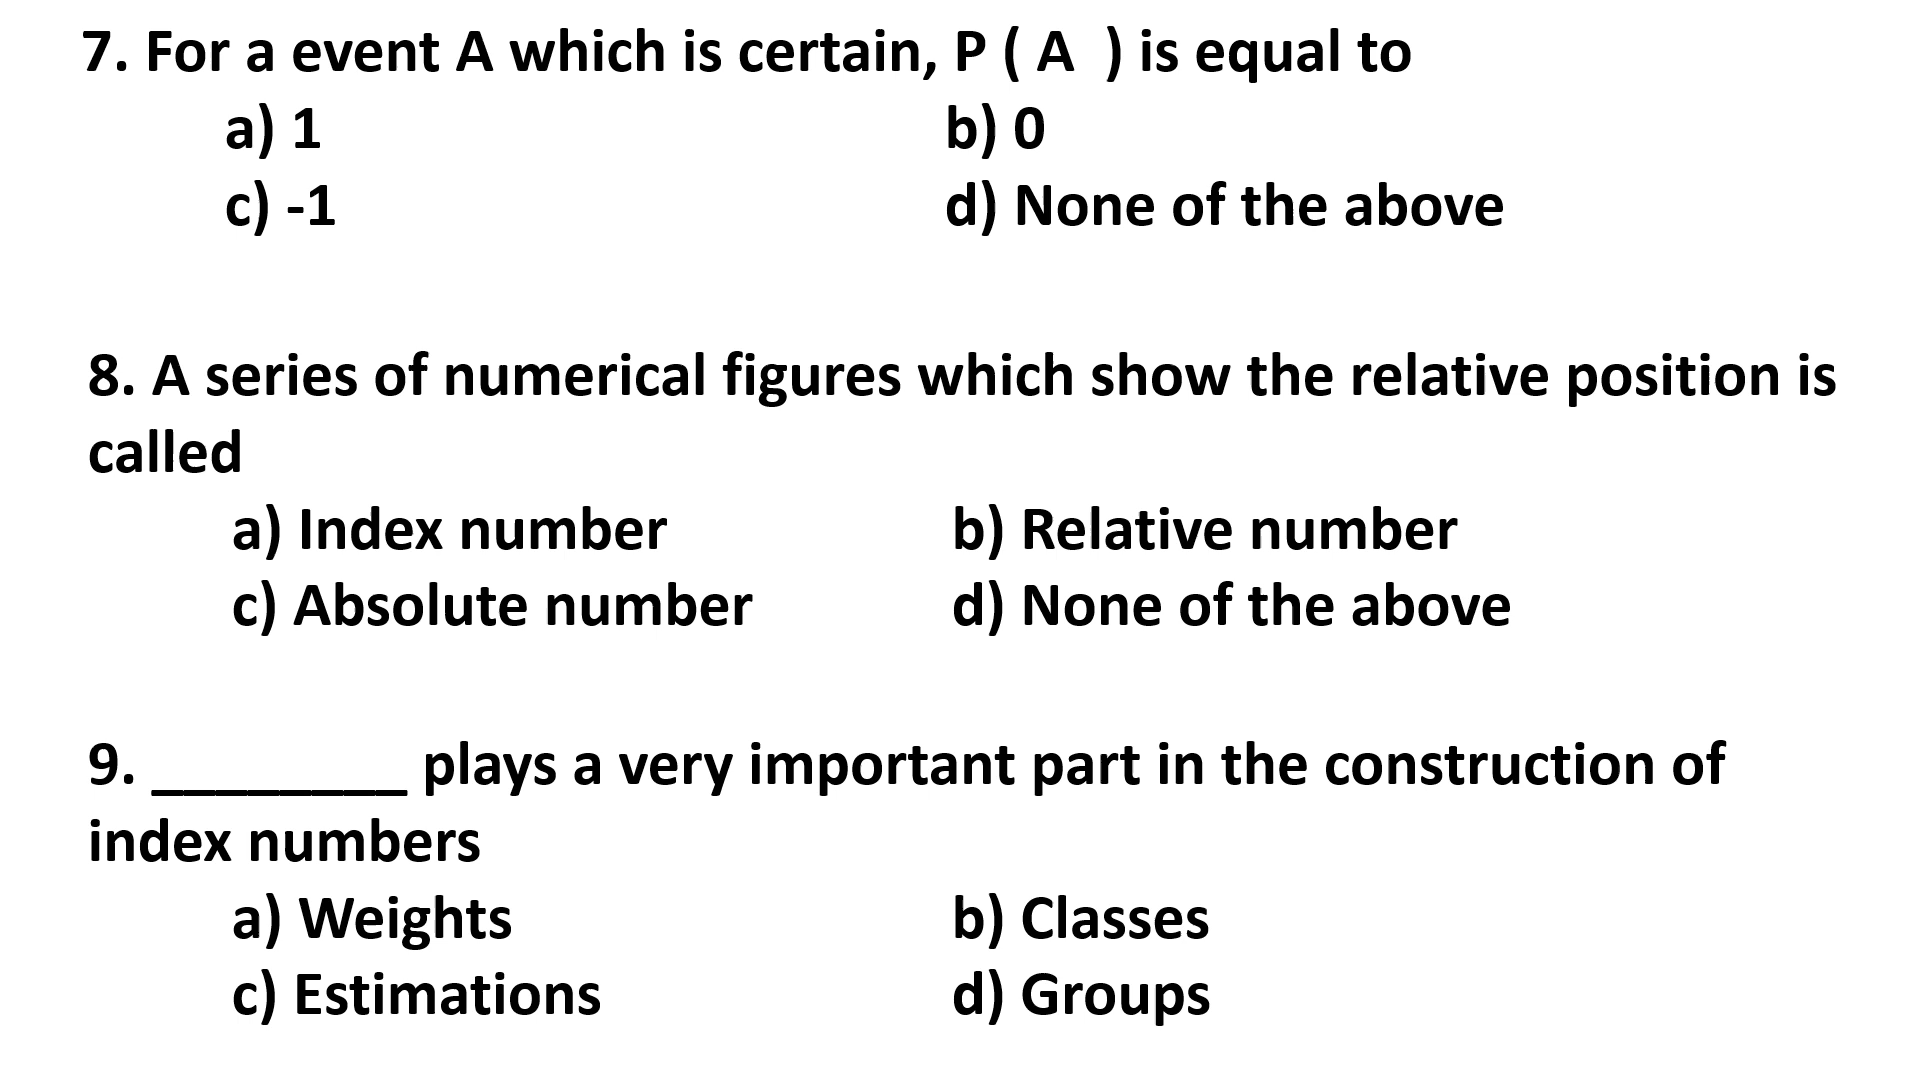 7. For a event A which is certain, P ( A  ) is equal to
a) 1 b) 0
c) -1 d) None of the above
8. A series of numerical figures which show the relative position is
called
a) Index number b) Relative number
c) Absolute number d) None of the above
9. ________ plays a very important part in the construction of
index numbers
a) Weights b) Classes
c) Estimations d) Groups